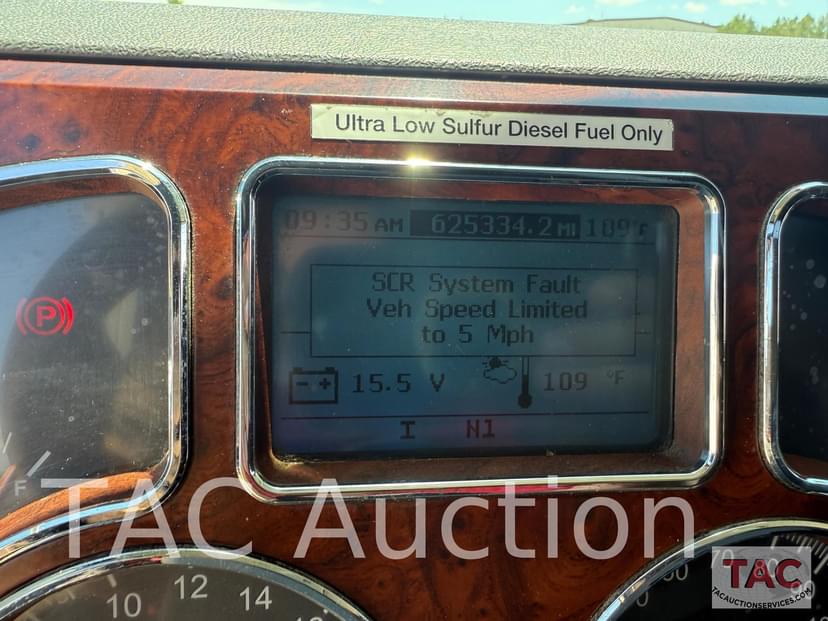 Ultra Low Sulfur Diesel Fuel Only
09:35 AM 625334.2 MI 109°F
SCR System Fault
Veh Speed Limited
to 5 Mph
P
- +
15.5 V 109 °F
I N1
F
TAC Auction
10 12 14
70
TAC
TACAUCTIONSERVICES.COM